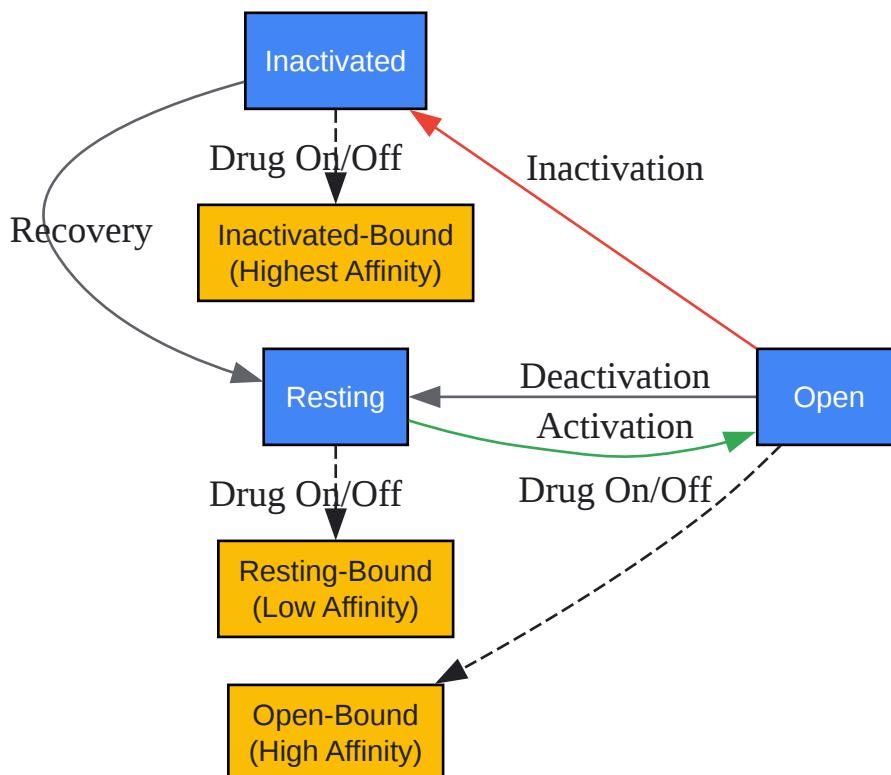 Inactivated
Drug On/Off
Inactivation
Recovery
Inactivated-Bound
(Highest Affinity)
Resting
Deactivation
Activation
Open
Drug On/Off
Drug On/Off
Resting-Bound
(Low Affinity)
Open-Bound
(High Affinity)